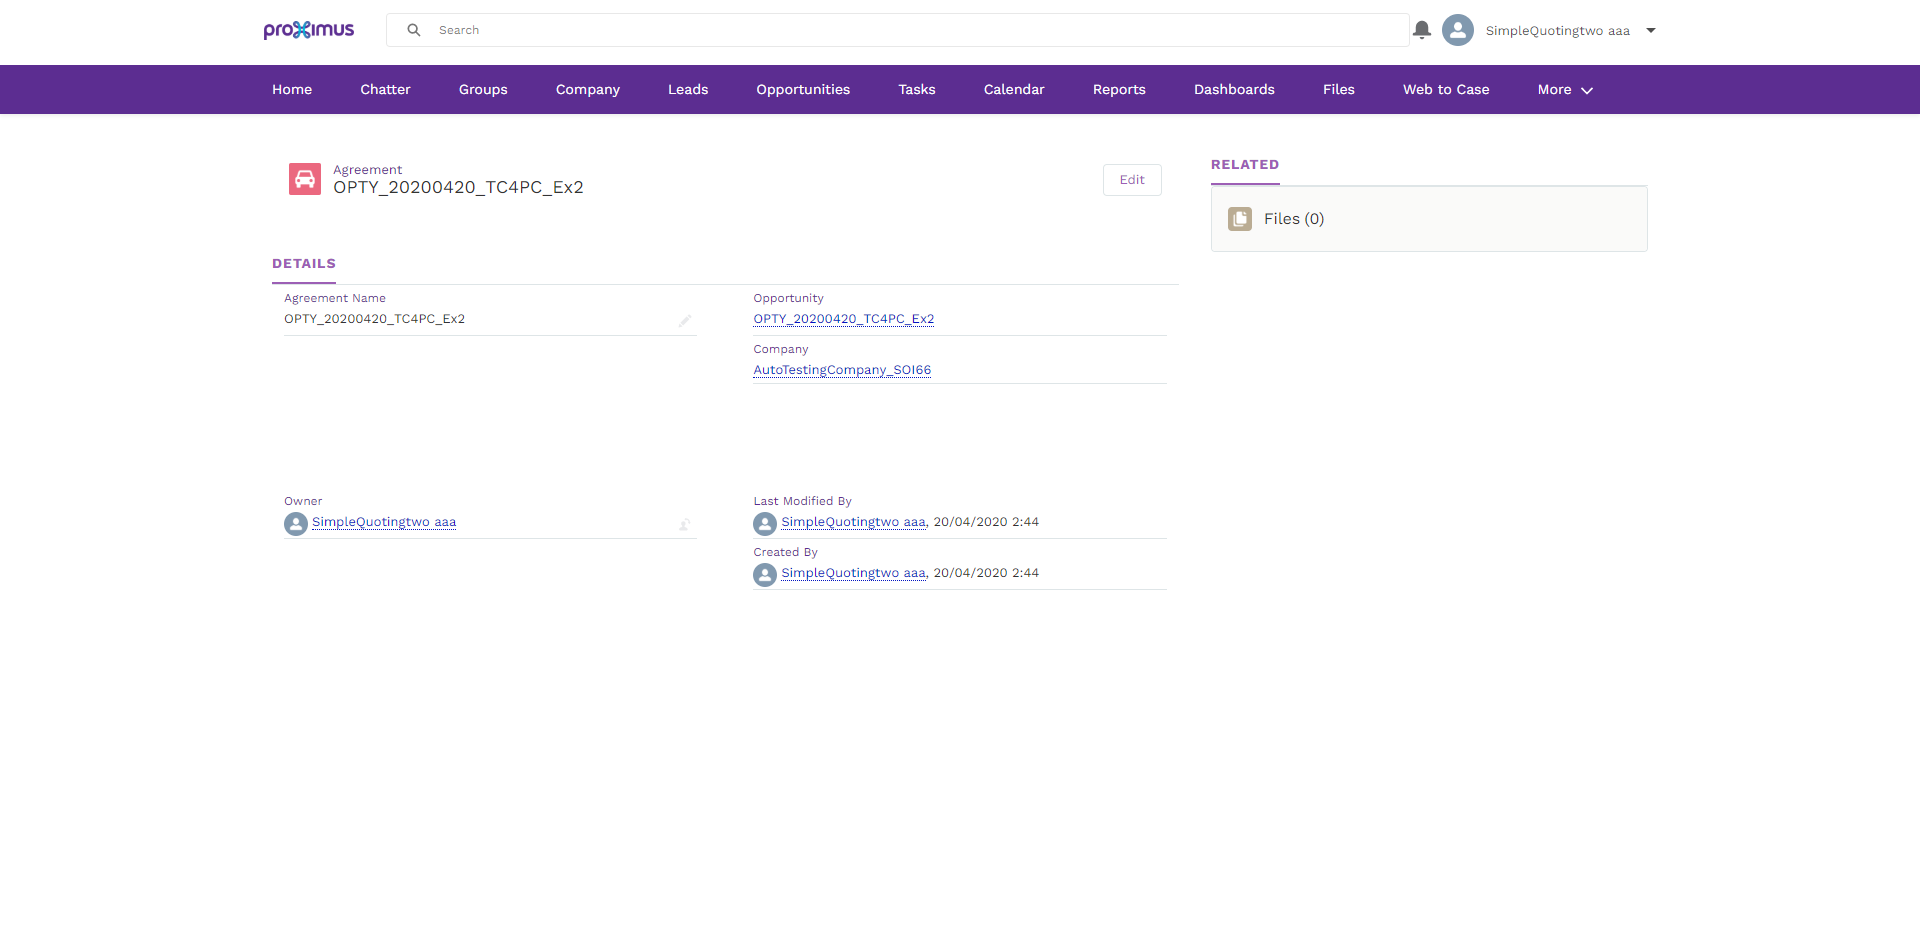 proximus
Search
SimpleQuotingtwo aaa
Home Chatter Groups Company Leads Opportunities Tasks Calendar Reports Dashboards Files Web to Case More
Agreement
OPTY_20200420_TC4PC_Ex2
Edit
RELATED
Files (0)
DETAILS
Agreement Name
OPTY_20200420_TC4PC_Ex2
Opportunity
OPTY_20200420_TC4PC_Ex2
Company
AutoTestingCompany_SOI66
Owner
SimpleQuotingtwo aaa
Last Modified By
SimpleQuotingtwo aaa, 20/04/2020 2:44
Created By
SimpleQuotingtwo aaa, 20/04/2020 2:44